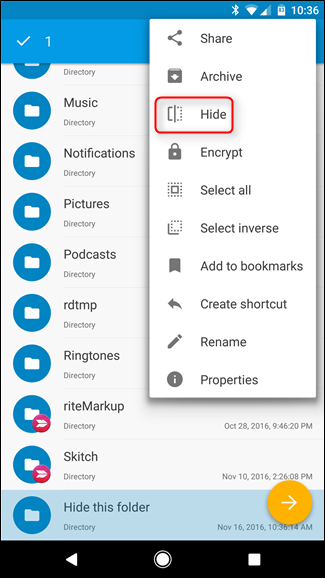 10:36
1
Directory
Music
Directory
Notifications
Directory
Pictures
Directory
Podcasts
Directory
rdtmp
Directory
Ringtones
Directory
riteMarkup
Directory Oct 28, 2016, 9:46:20 PM
Skitch
Directory Nov 10, 2016, 2:26:08 PM
Hide this folder
Directory Nov 16, 2016, 10:36:14 AM
Share
Archive
Hide
Encrypt
Select all
Select inverse
Add to bookmarks
Create shortcut
Rename
Properties